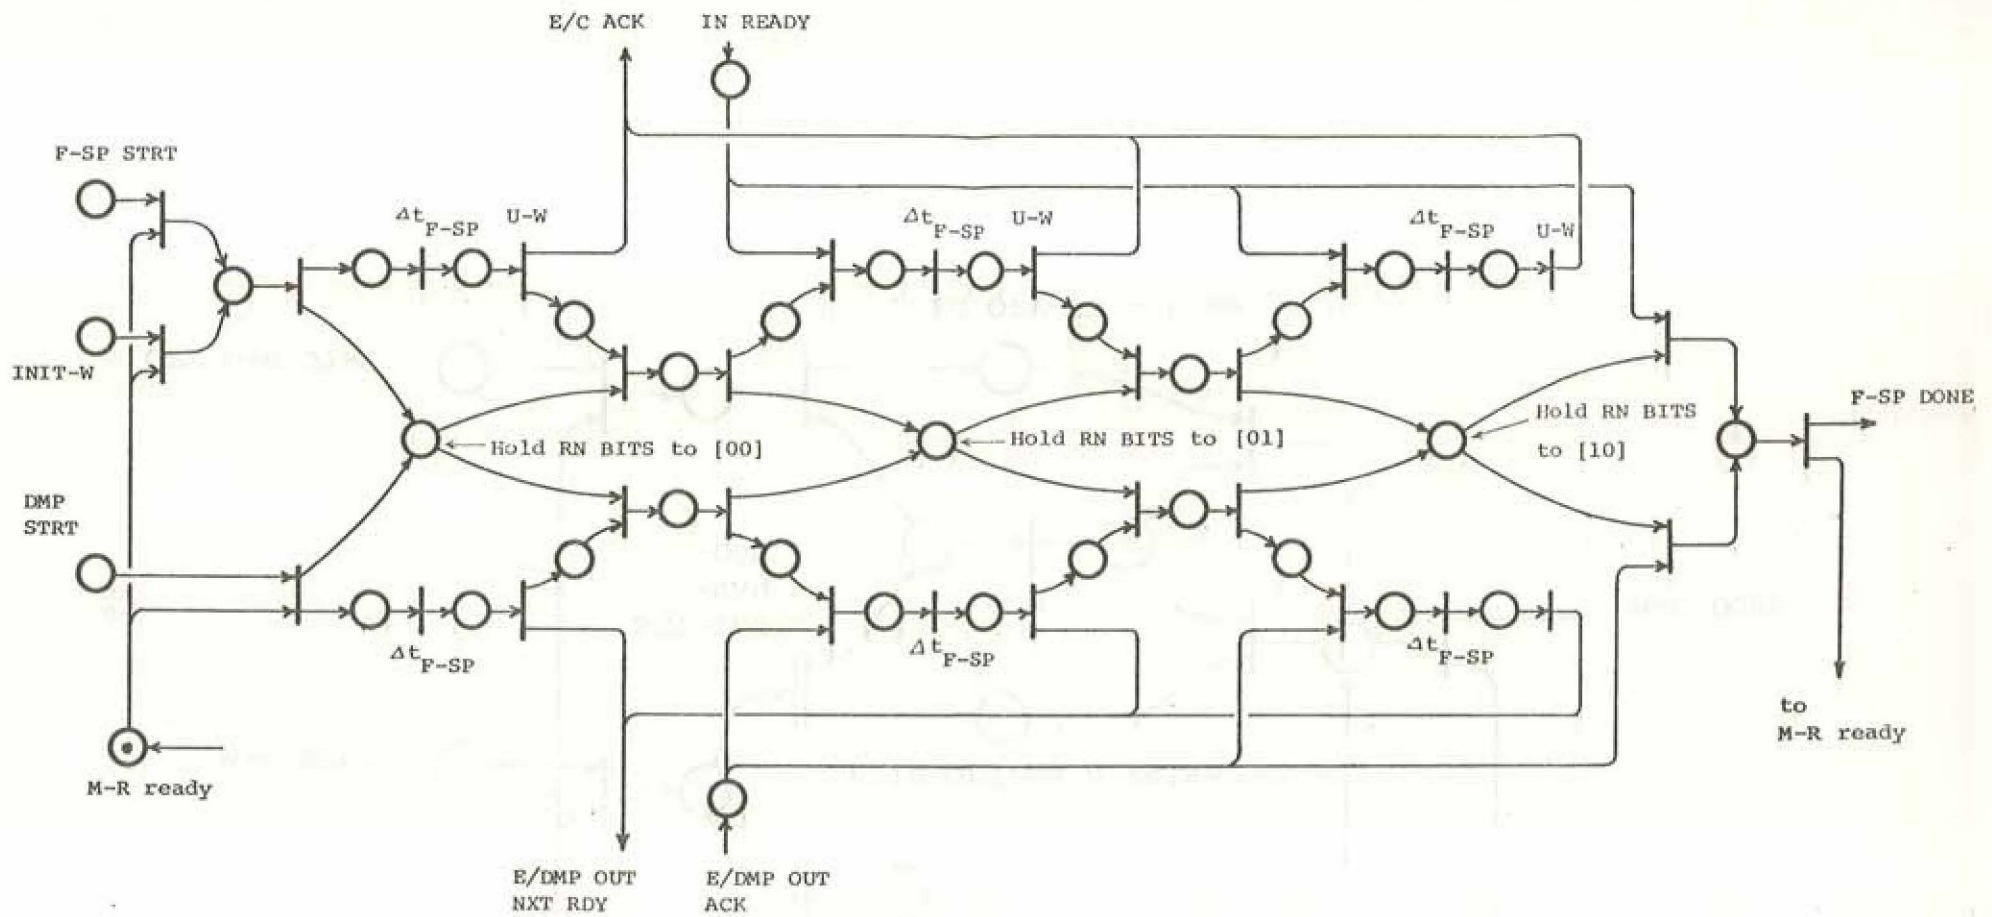 E/C ACK
IN READY
F-SP STRT
Δt F-SP
U-W
Δt F-SP
U-W
Δt F-SP
U-W
INIT-W
F-SP DONE
Hold RN BITS to [00]
Hold RN BITS to [01]
Hold RN BITS
to [10]
DMP
STRT
Δt F-SP
Δt F-SP
Δt F-SP
M-R ready
to
M-R ready
E/DMP OUT
NXT RDY
E/DMP OUT
ACK